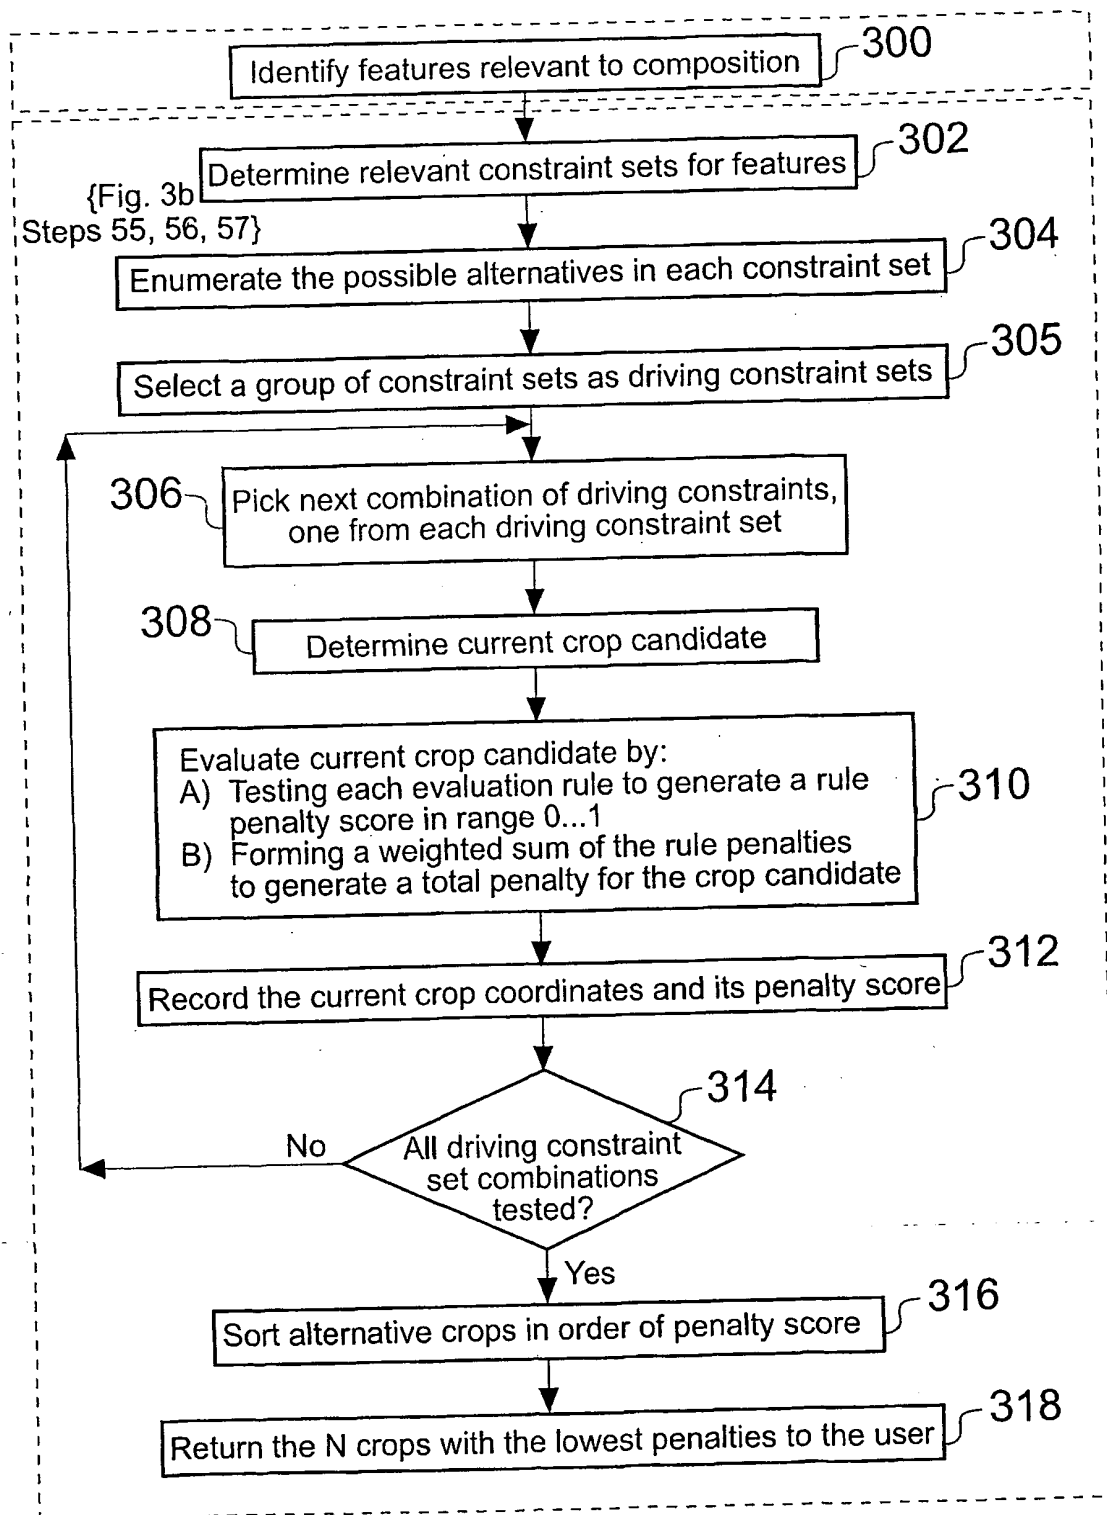 300
Identify features relevant to composition
302
Determine relevant constraint sets for features
{Fig. 3b
Steps 55, 56, 57}
304
Enumerate the possible alternatives in each constraint set
305
Select a group of constraint sets as driving constraint sets
306
Pick next combination of driving constraints,
one from each driving constraint set
308
Determine current crop candidate
Evaluate current crop candidate by:
A) Testing each evaluation rule to generate a rule
penalty score in range 0...1
310
B) Forming a weighted sum of the rule penalties
to generate a total penalty for the crop candidate
312
Record the current crop coordinates and its penalty score
314
No
All driving constraint
set combinations
tested?
Yes
316
Sort alternative crops in order of penalty score
318
Return the N crops with the lowest penalties to the user